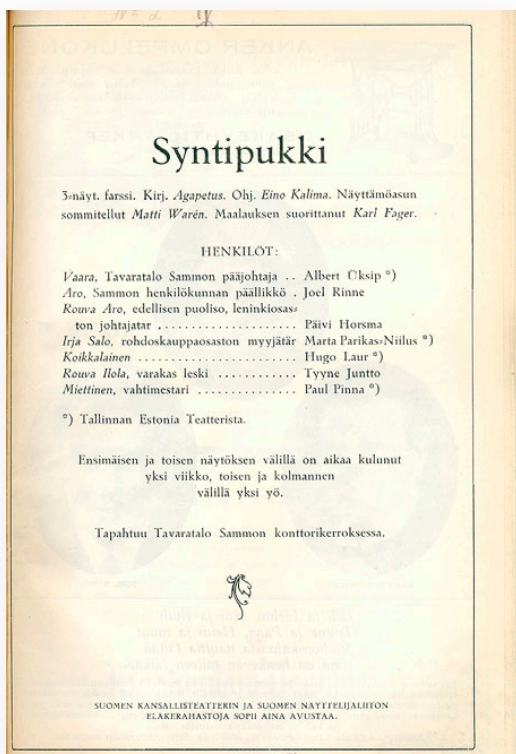 Syntipukki
3-näyt. farssi. Kirj. Agapetus. Ohj. Eino Kalima. Näyttämöasun
sommitellut Matti Warén. Maalauksen suorittanut Karl Fager.
HENKILÖT:
Vaara, Tavaratalo Sammon pääjohtaja . . Albert Üksip *)
Aro, Sammon henkilökunnan päällikkö . Joel Rinne
Rouva Aro, edellisen puoliso, leninkiosas-
ton johtajatar . . . . . . . . . . . . . . . . . . Päivi Horsma
Irja Salo, rohdoskauppaosaston myyjätär Marta Parikas-Niilus *)
Koikkalainen . . . . . . . . . . . . . . . . . . . . Hugo Laur *)
Rouva Ilola, varakas leski . . . . . . . . . . Tyyne Juntto
Miettinen, vahtimestari . . . . . . . . . . . . Paul Pinna *)
*) Tallinnan Estonia Teatterista.
Ensimäisen ja toisen näytöksen välillä on aikaa kulunut
yksi viikko, toisen ja kolmannen
välillä yksi yö.
Tapahtuu Tavaratalo Sammon konttorikerroksessa.
SUOMEN KANSALLISTEATTERIN JA SUOMEN NÄYTTELIJÄLIITON
ELÄKERAHASTOJA SOPII AINA AVUSTAA.